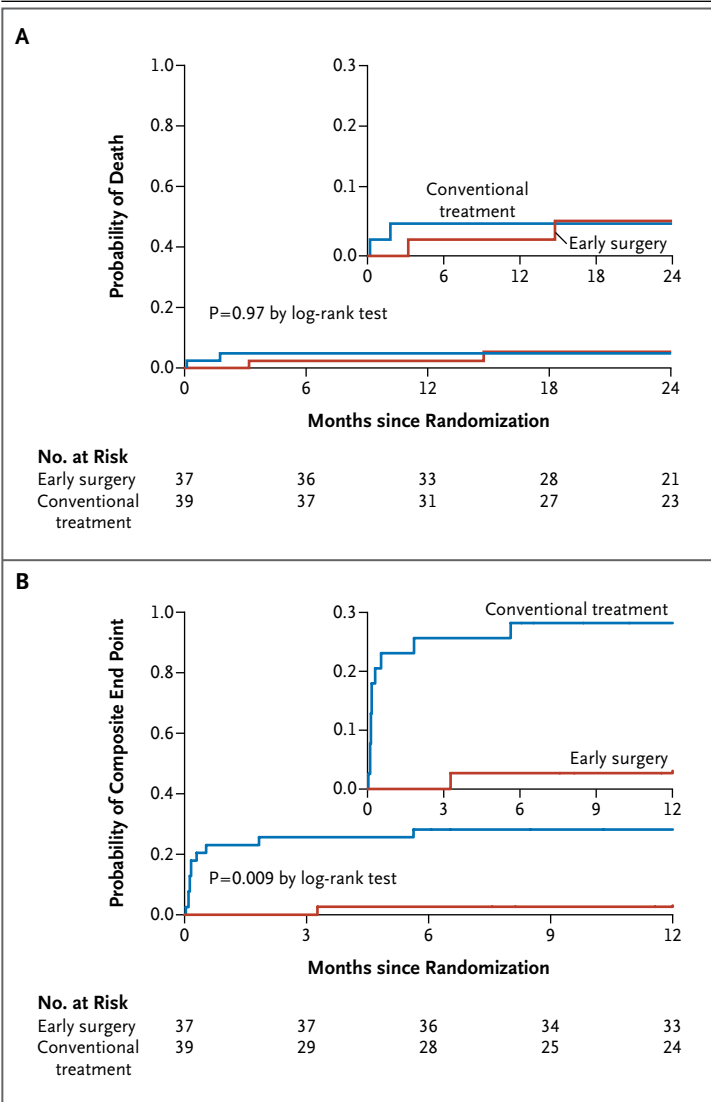 A
1.0
0.8
0.6
0.4
0.2
0.0
Probability of Death
0.3
0.2
0.1
0.0
Conventional
treatment
Early surgery
0 6 12 18 24
P=0.97 by log-rank test
0 6 12 18 24
Months since Randomization
No. at Risk
Early surgery 37 36 33 28 21
Conventional 39 37 31 27 23
treatment
B
1.0
0.8
0.6
0.4
0.2
0.0
Probability of Composite End Point
0.3
0.2
0.1
0.0
Conventional treatment
Early surgery
0 3 6 9 12
P=0.009 by log-rank test
0 3 6 9 12
Months since Randomization
No. at Risk
Early surgery 37 37 36 34 33
Conventional 39 29 28 25 24
treatment